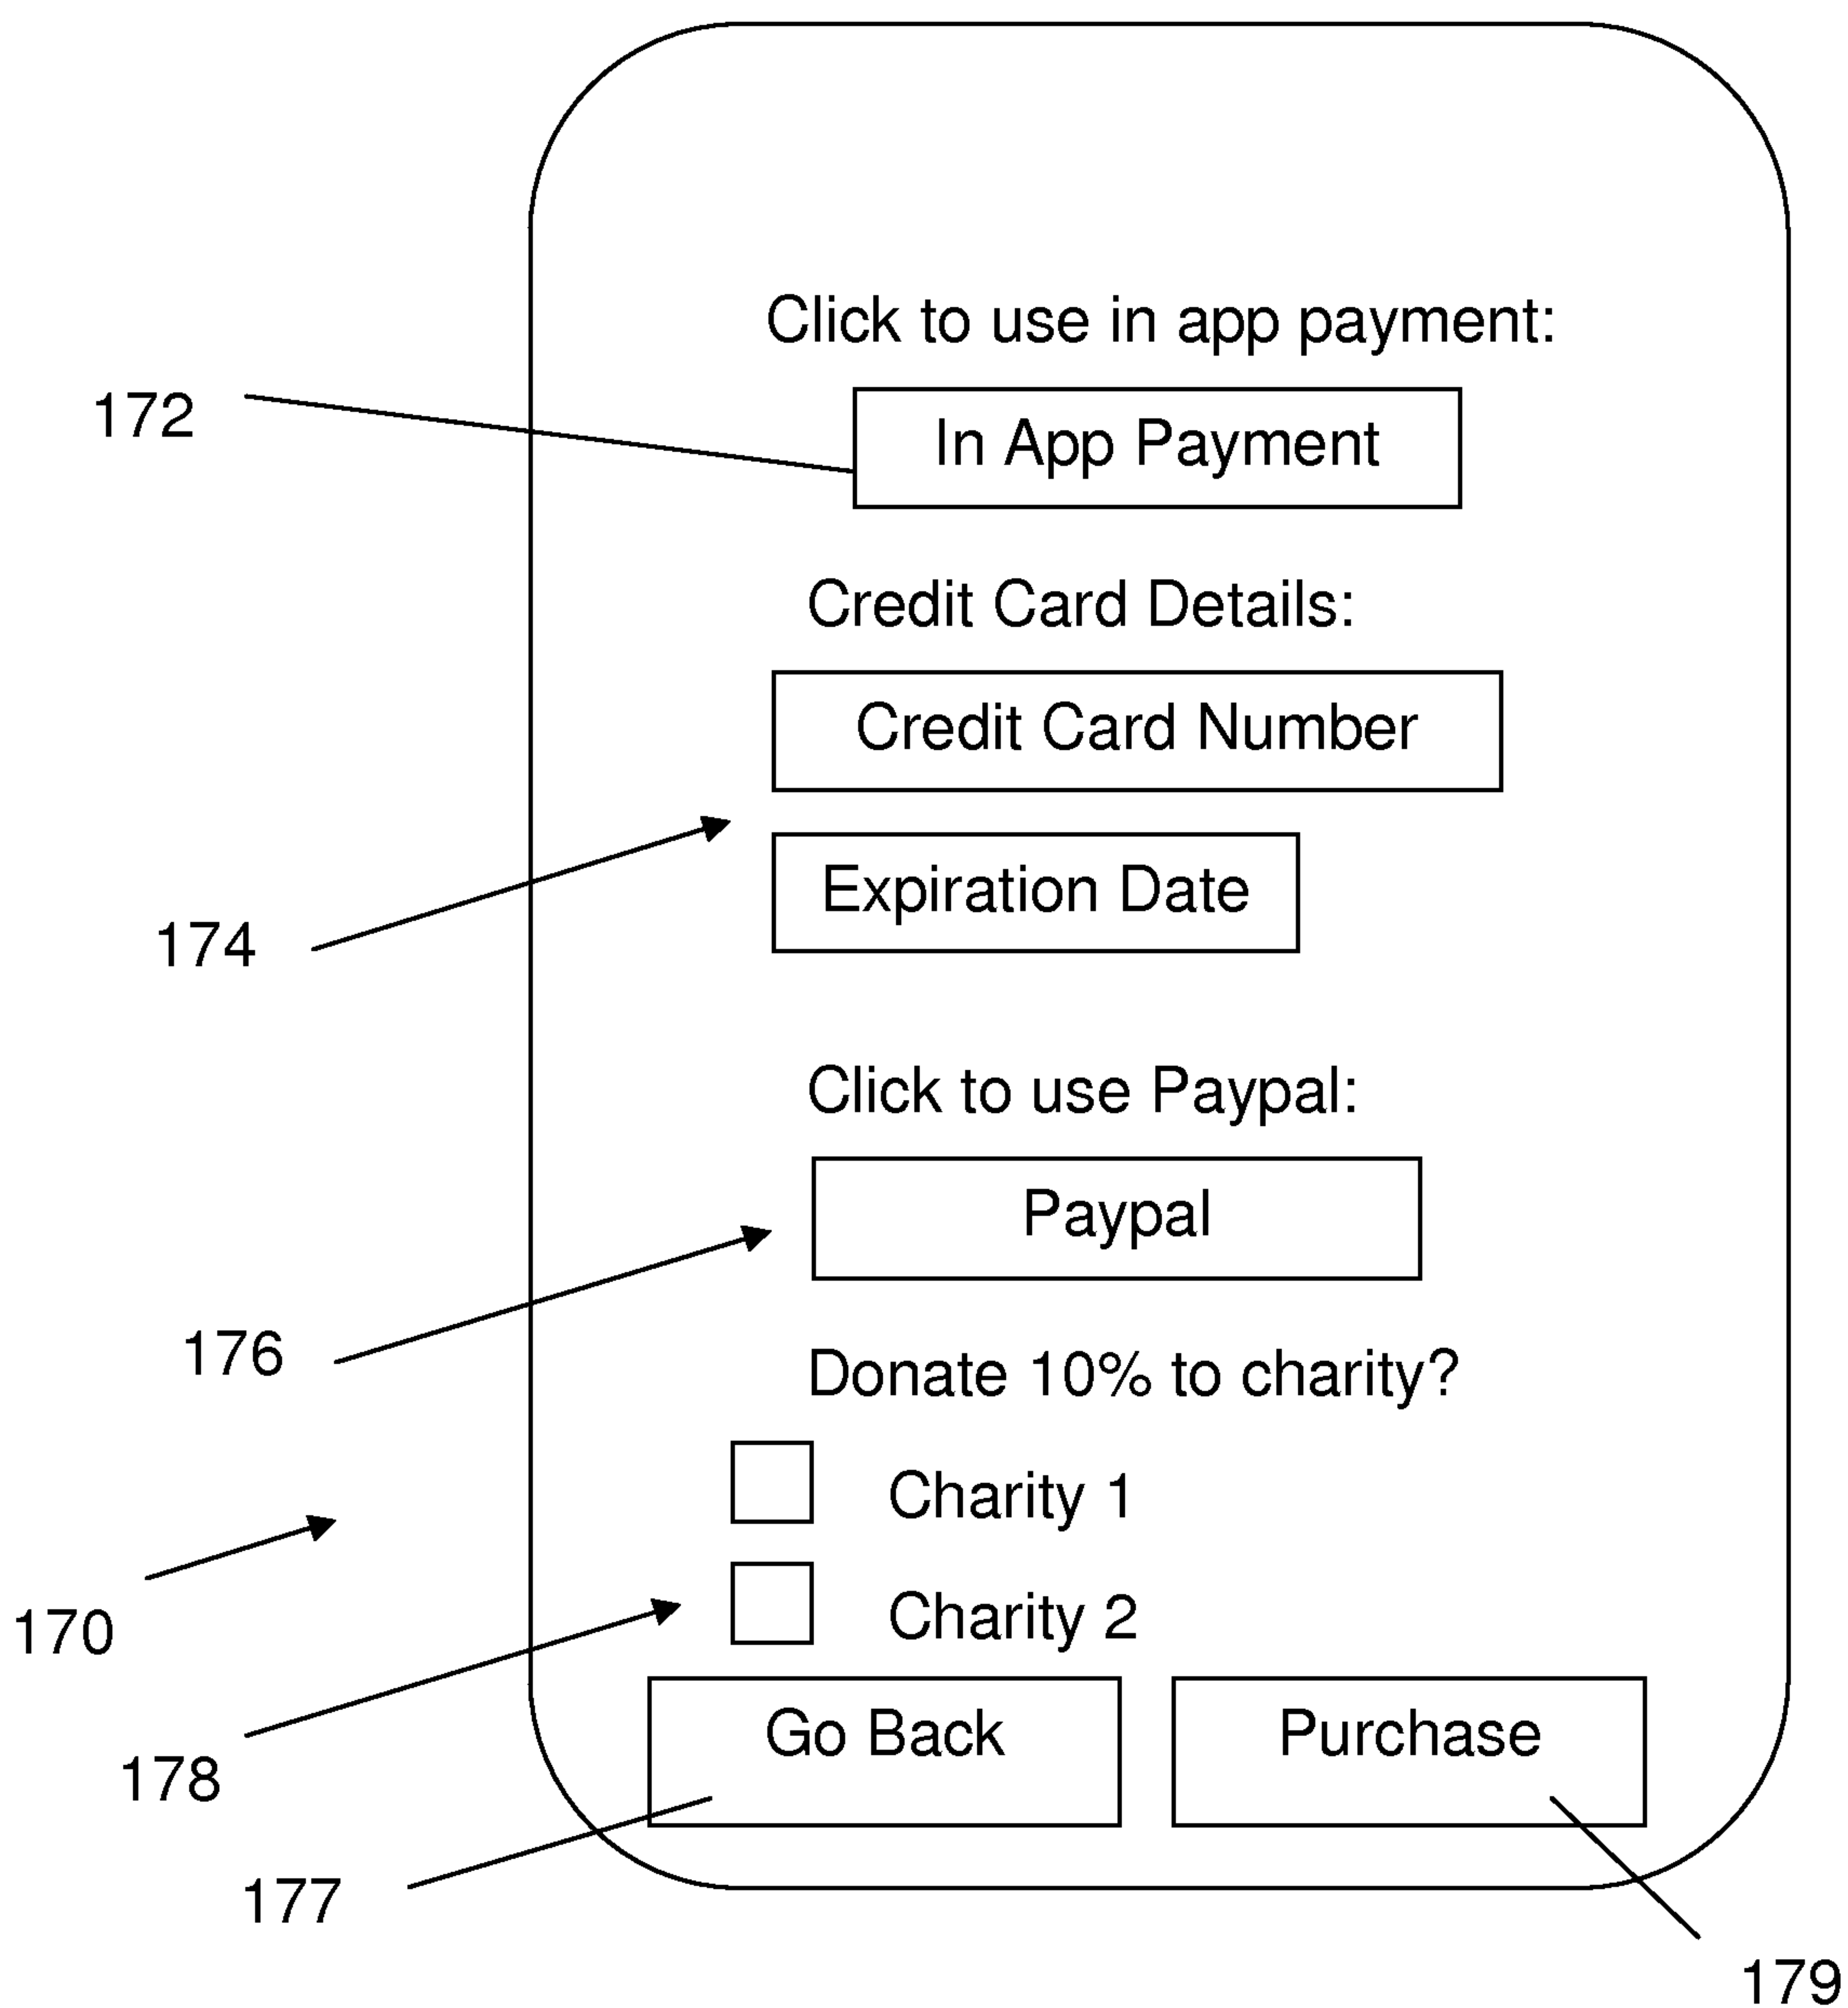 Click to use in app payment:
172
In App Payment
Credit Card Details:
Credit Card Number
Expiration Date
174
Click to use Paypal:
Paypal
176
Donate 10% to charity?
Charity 1
170
Charity 2
Go Back
Purchase
178
177
179